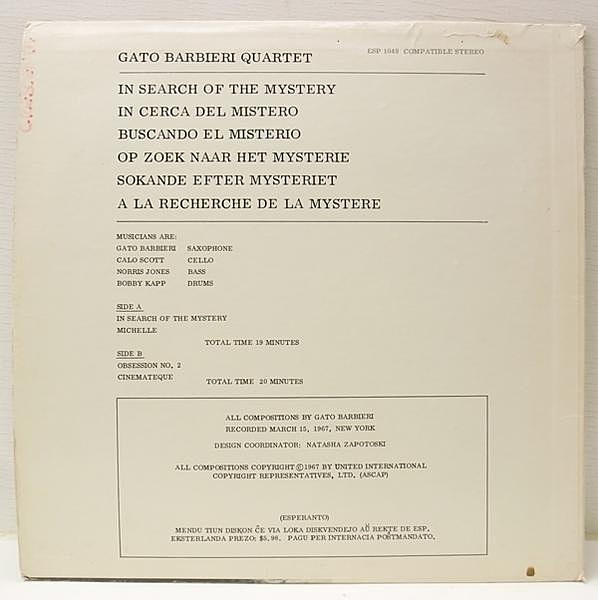 GATO BARBIERI QUARTET
ESP 1049 COMPATIBLE STEREO
IN SEARCH OF THE MYSTERY
IN CERCA DEL MISTERO
BUSCANDO EL MISTERIO
OP ZOEK NAAR HET MYSTERIE
SOKANDE EFTER MYSTERIET
A LA RECHERCHE DE LA MYSTERE
MUSICIANS ARE:
GATO BARBIERI SAXOPHONE
CALO SCOTT CELLO
NORRIS JONES BASS
BOBBY KAPP DRUMS
SIDE A
IN SEARCH OF THE MYSTERY
MICHELLE
TOTAL TIME 19 MINUTES
SIDE B
OBSESSION NO. 2
CINEMATEQUE
TOTAL TIME 20 MINUTES
ALL COMPOSITIONS BY GATO BARBIERI
RECORDED MARCH 15, 1967, NEW YORK
DESIGN COORDINATOR: NATASHA ZAPOTOSKI
ALL COMPOSITIONS COPYRIGHT ©1967 BY UNITED INTERNATIONAL
COPYRIGHT REPRESENTATIVES, LTD. (ASCAP)
(ESPERANTO)
MENDU TIUN DISKON ĈE VIA LOKA DISKVENDEJO AŬ REKTE DE ESP.
EKSTERLANDA PREZO: $5.98. PAGU PER INTERNACIA POŜTMANDATO.